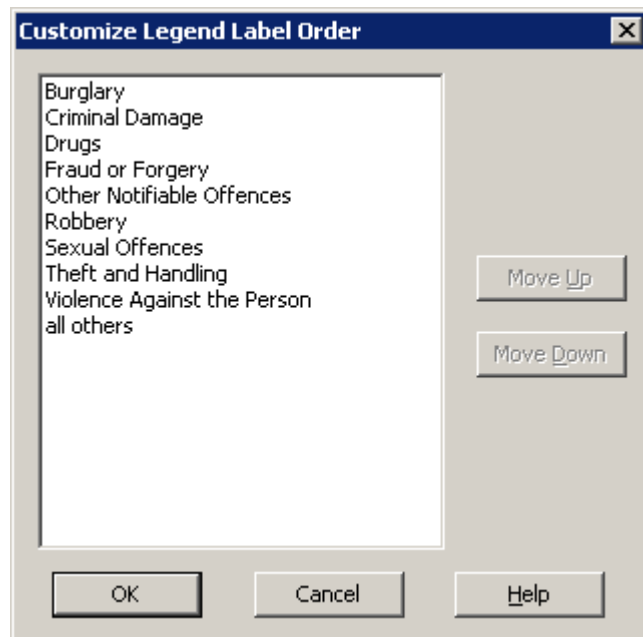 Customize Legend Label Order
Burglary
Criminal Damage
Drugs
Fraud or Forgery
Other Notifiable Offences
Robbery
Sexual Offences
Theft and Handling
Violence Against the Person
all others
Move Up
Move Down
OK
Cancel
Help